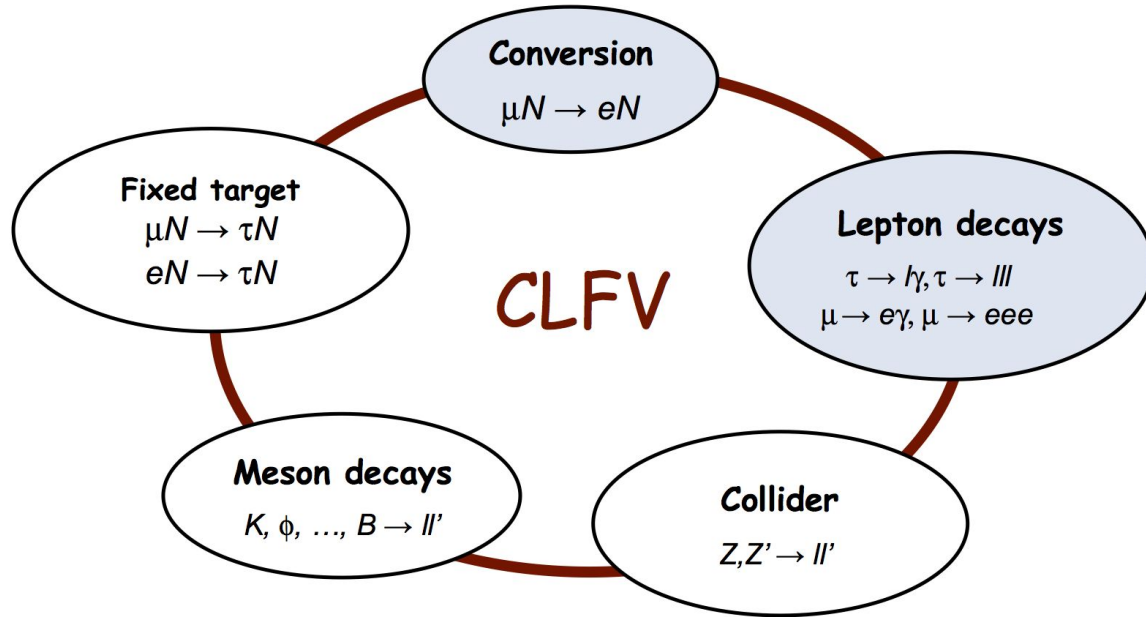 Conversion
μN → eN
Fixed target
μN → τN
eN → τN
Lepton decays
τ → lγ, τ → lll
μ → eγ, μ → eee
CLFV
Meson decays
K, ϕ, …, B → ll’
Collider
Z,Z’ → ll’